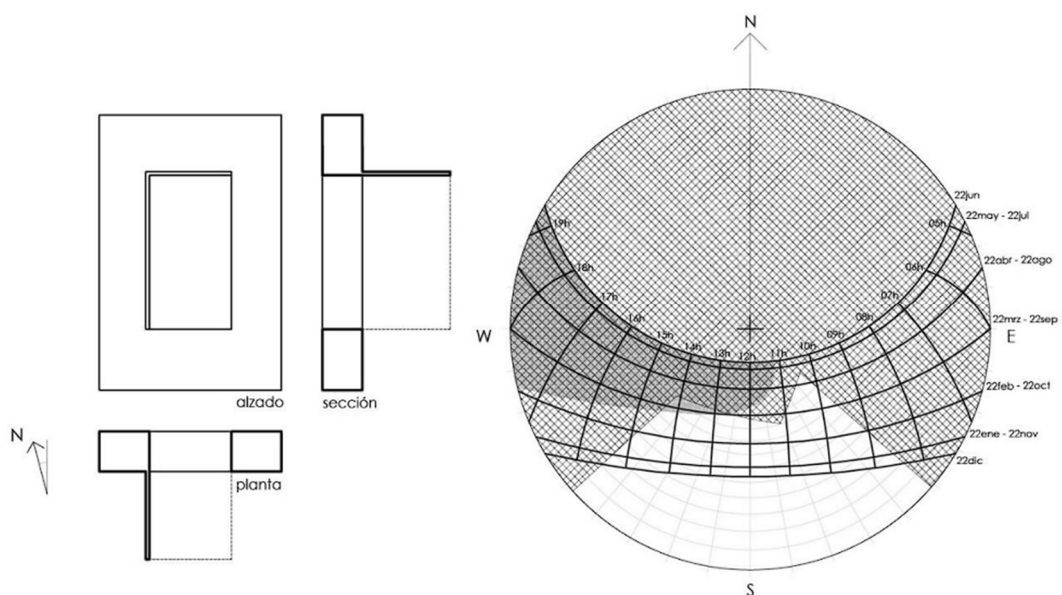 alzado
sección
N
planta
N
W
E
S
22jun
22may - 22jul
22abr - 22ago
22mrz - 22sep
22feb - 22oct
22ene - 22nov
22dic
19h
18h
17h
16h
15h
14h
13h
12h
11h
10h
09h
08h
07h
06h
05h